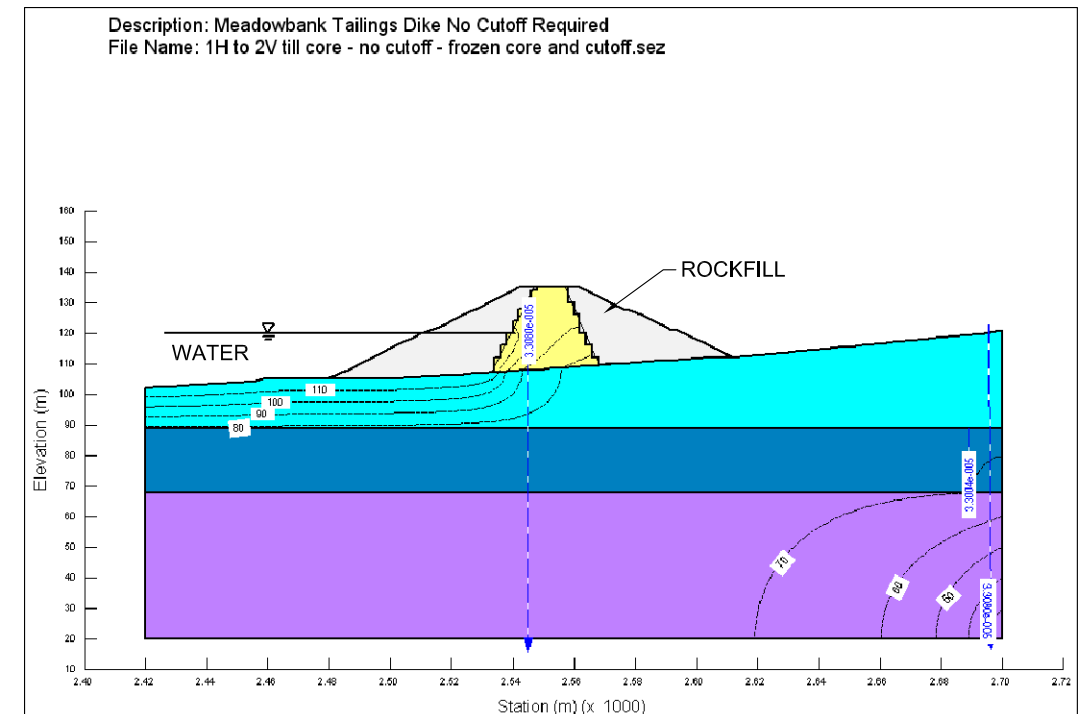 Description: Meadowbank Tailings Dike No Cutoff Required
File Name: 1H to 2V till core - no cutoff - frozen core and cutoff.sez
160
150
140
130
120
110
100
90
80
70
60
50
40
30
20
10
Elevation (m)
ROCKFILL
WATER
3.3080e-005
110
100
90
80
3.3004e-005
70
60
3.3080e-005
2.40 2.42 2.44 2.46 2.48 2.50 2.52 2.54 2.56 2.58 2.60 2.62 2.64 2.66 2.68 2.70 2.72
Station (m) (x 1000)